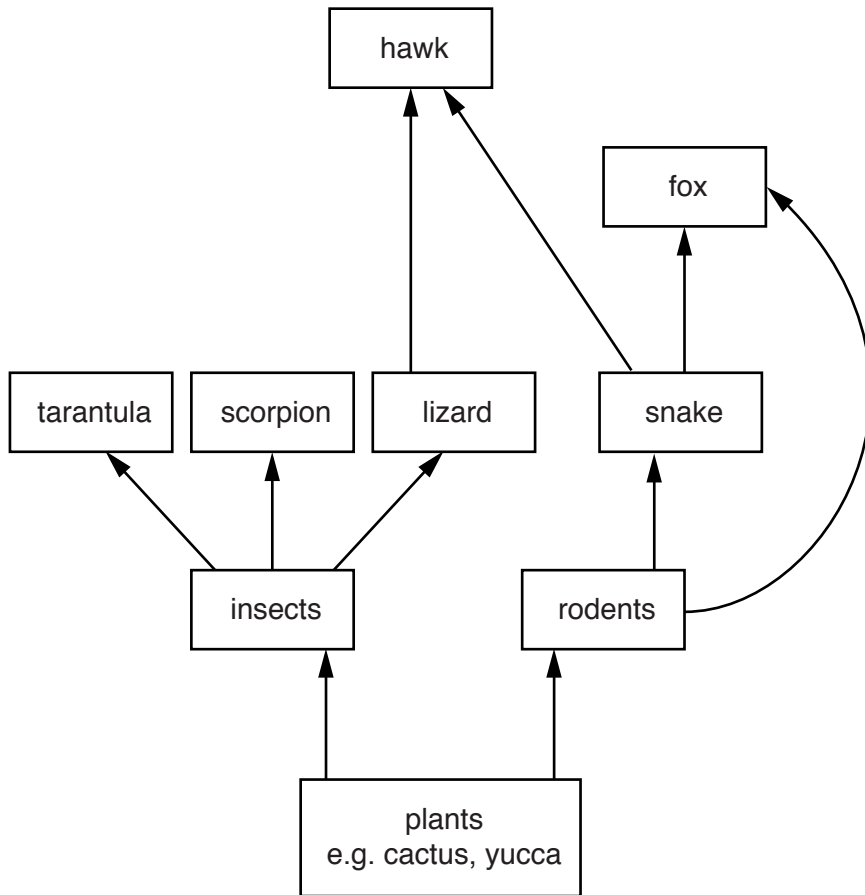 hawk
fox
tarantula
scorpion
lizard
snake
insects
rodents
plants
e.g. cactus, yucca